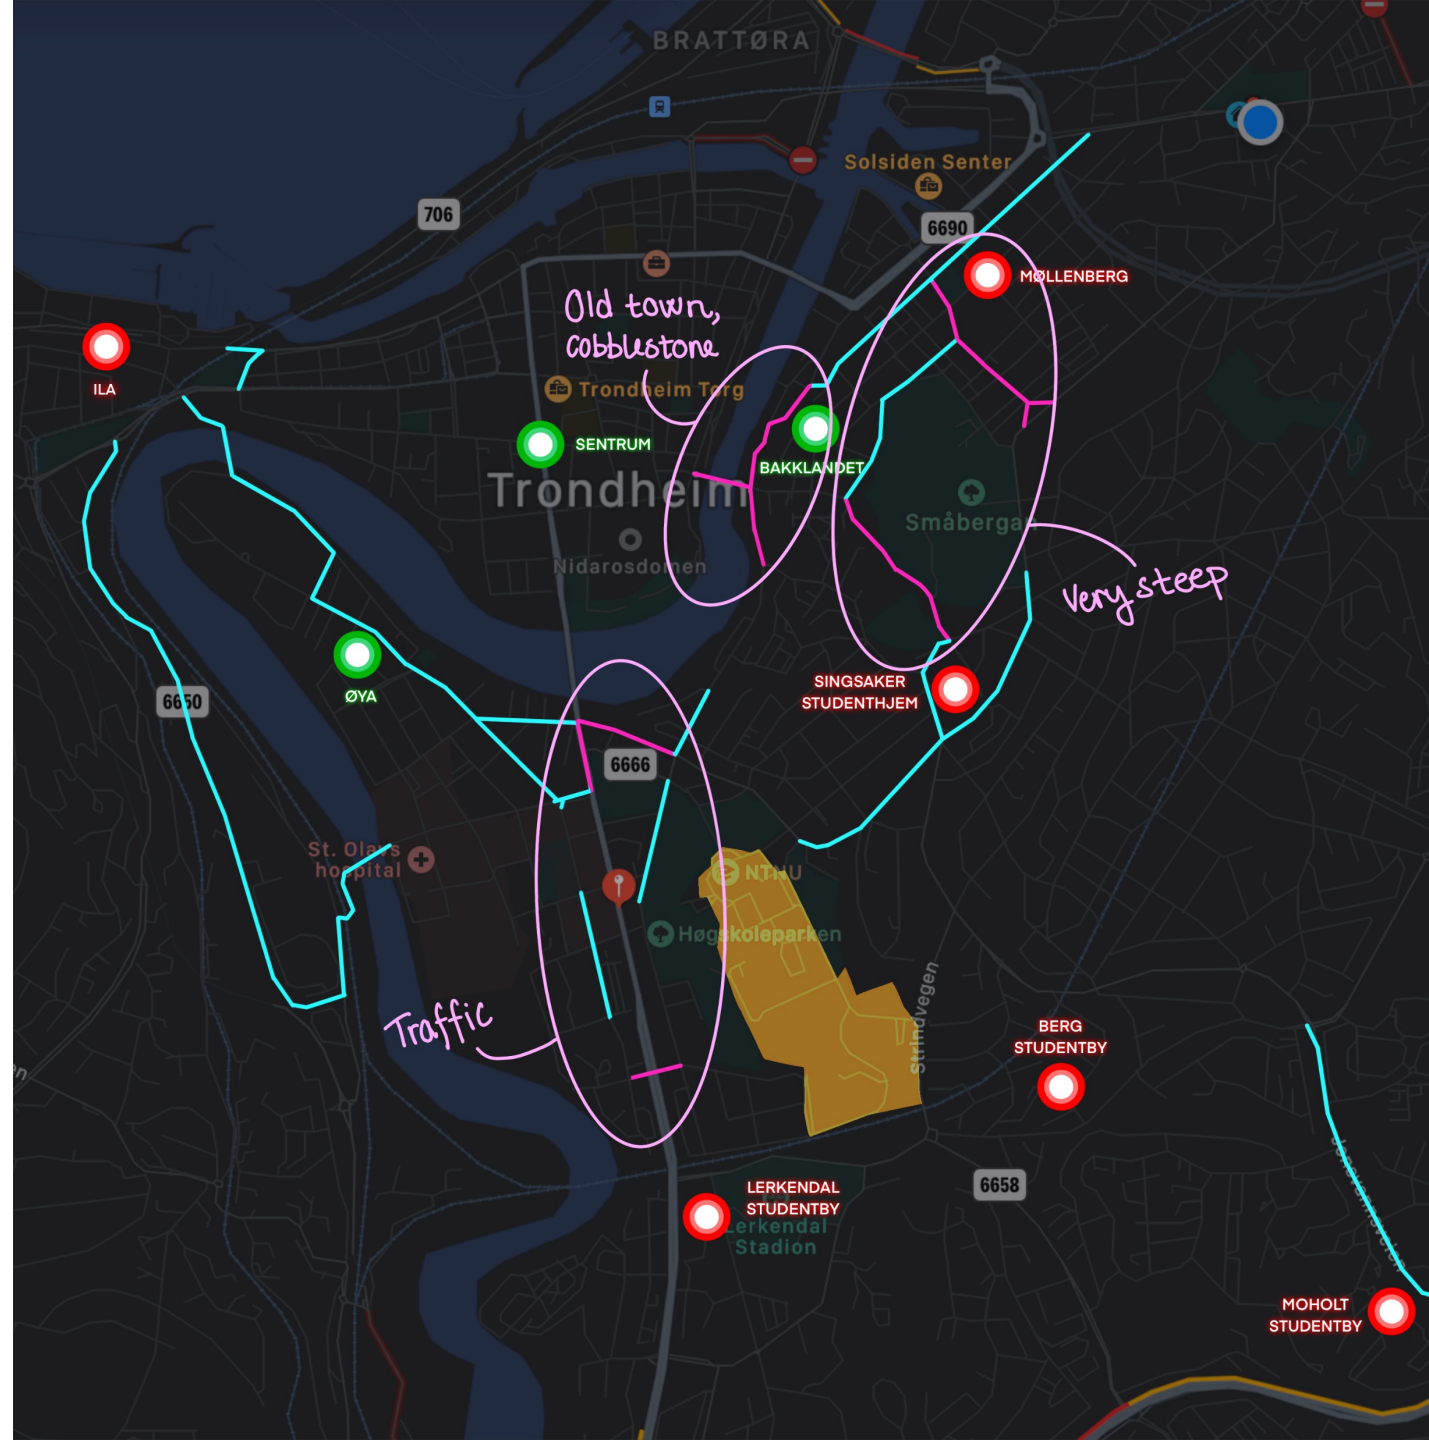 BRATTØRA
Solsiden Senter
706
6690
MØLLENBERG
Old town,
cobblestone
ILA
Trondheim Torg
SENTRUM
BAKKLANDET
Trondheim
Småberga
Nidarosdomen
Very steep
ØYA
SINGSAKER
STUDENTHJEM
6650
6666
St. Olavs
hospital
NTNU
Høgskoleparken
Strindvegen
Traffic
BERG
STUDENTBY
6658
LERKENDAL
STUDENTBY
Lerkendal
Stadion
MOHOLT
STUDENTBY